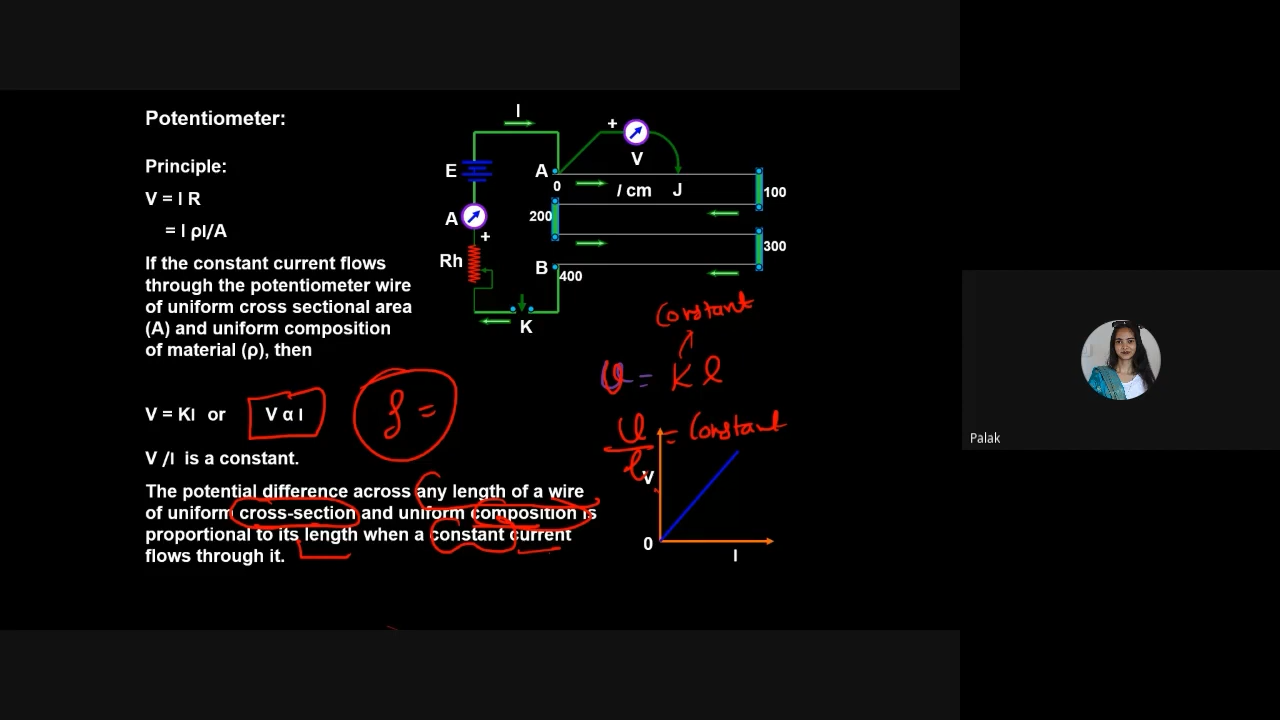 Potentiometer:
Principle:
V = I R
= I ρl/A
If the constant current flows
through the potentiometer wire
of uniform cross sectional area
(A) and uniform composition
of material (ρ), then
V = Kl or V α l
V /l is a constant.
The potential difference across any length of a wire
of uniform cross-section and uniform composition is
proportional to its length when a constant current
flows through it.
I
E
A
+
Rh
K
A
0
+
V
l cm
J
100
200
300
B
400
Constant
V = K l
V/l = Constant
ρ =
V
0
l
Palak